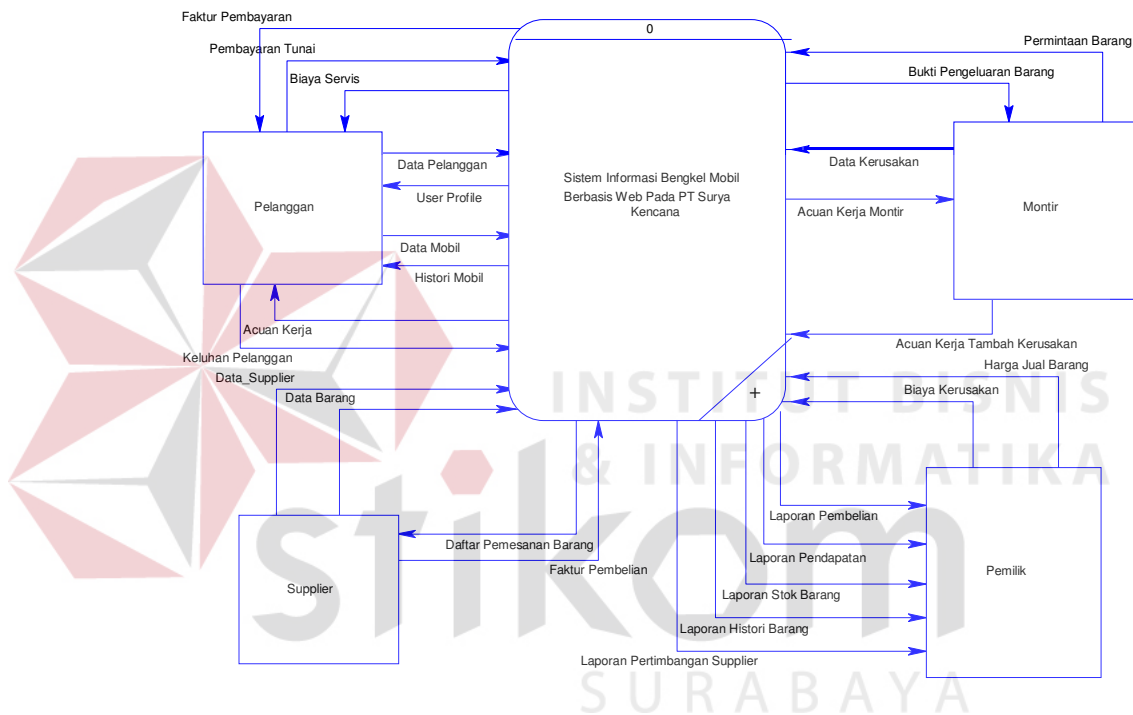 Faktur Pembayaran
0
Permintaan Barang
Pembayaran Tunai
Biaya Servis
Bukti Pengeluaran Barang
Data Pelanggan
Data Kerusakan
Sistem Informasi Bengkel Mobil
Berbasis Web Pada PT Surya
Kencana
User Profile
Pelanggan
Acuan Kerja Montir
Montir
Data Mobil
Histori Mobil
Acuan Kerja
Acuan Kerja Tambah Kerusakan
Keluhan Pelanggan
Harga Jual Barang
Data_Supplier
Biaya Kerusakan
Data Barang
+
INSTITUT BISNIS
& INFORMATIKA
stikom
SURABAYA
Laporan Pembelian
Daftar Pemesanan Barang
Laporan Pendapatan
Faktur Pembelian
Pemilik
Supplier
Laporan Stok Barang
Laporan Histori Barang
Laporan Pertimbangan Supplier